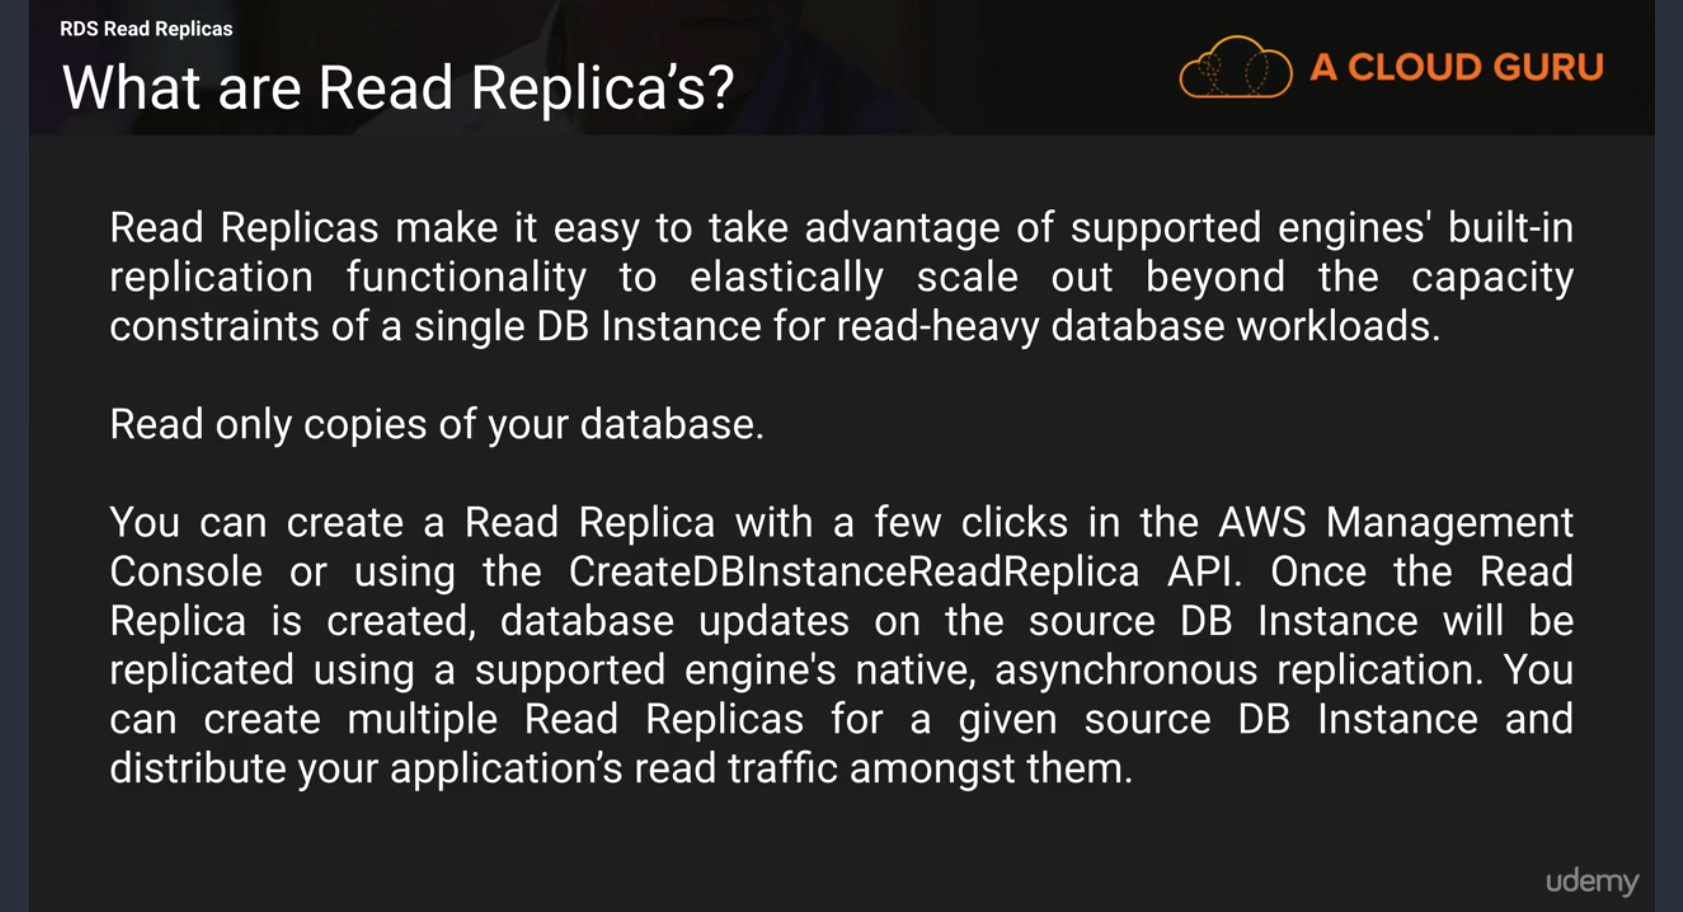 RDS Read Replicas
What are Read Replica’s?
A CLOUD GURU
Read Replicas make it easy to take advantage of supported engines' built-in
replication functionality to elastically scale out beyond the capacity
constraints of a single DB Instance for read-heavy database workloads.
Read only copies of your database.
You can create a Read Replica with a few clicks in the AWS Management
Console or using the CreateDBInstanceReadReplica API. Once the Read
Replica is created, database updates on the source DB Instance will be
replicated using a supported engine's native, asynchronous replication. You
can create multiple Read Replicas for a given source DB Instance and
distribute your application’s read traffic amongst them.
udemy